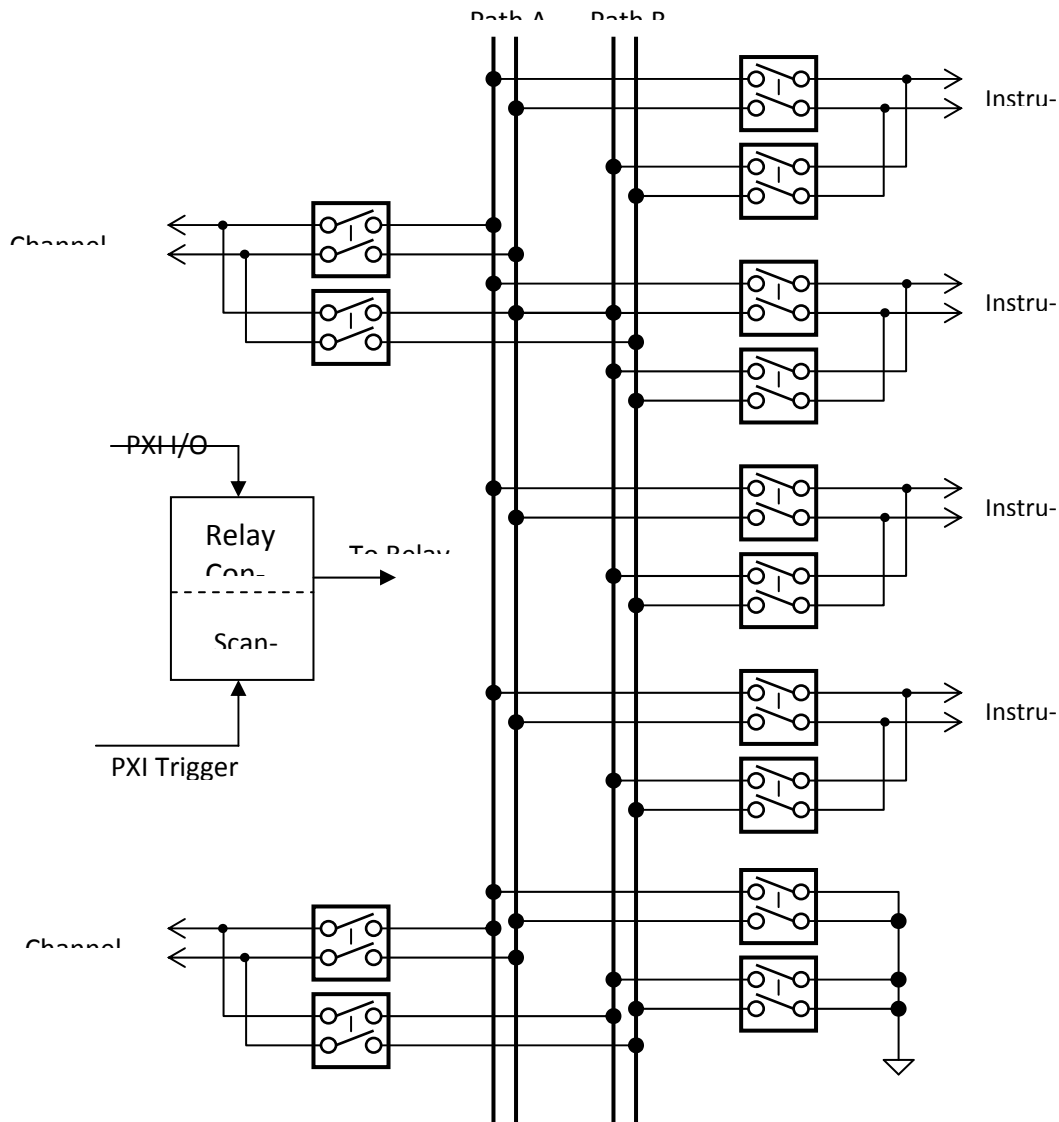 Path A
Path B
Instru-
Channel
Instru-
PXI I/O
Relay
Con-
To Relay
Instru-
Scan-
Instru-
PXI Trigger
Channel